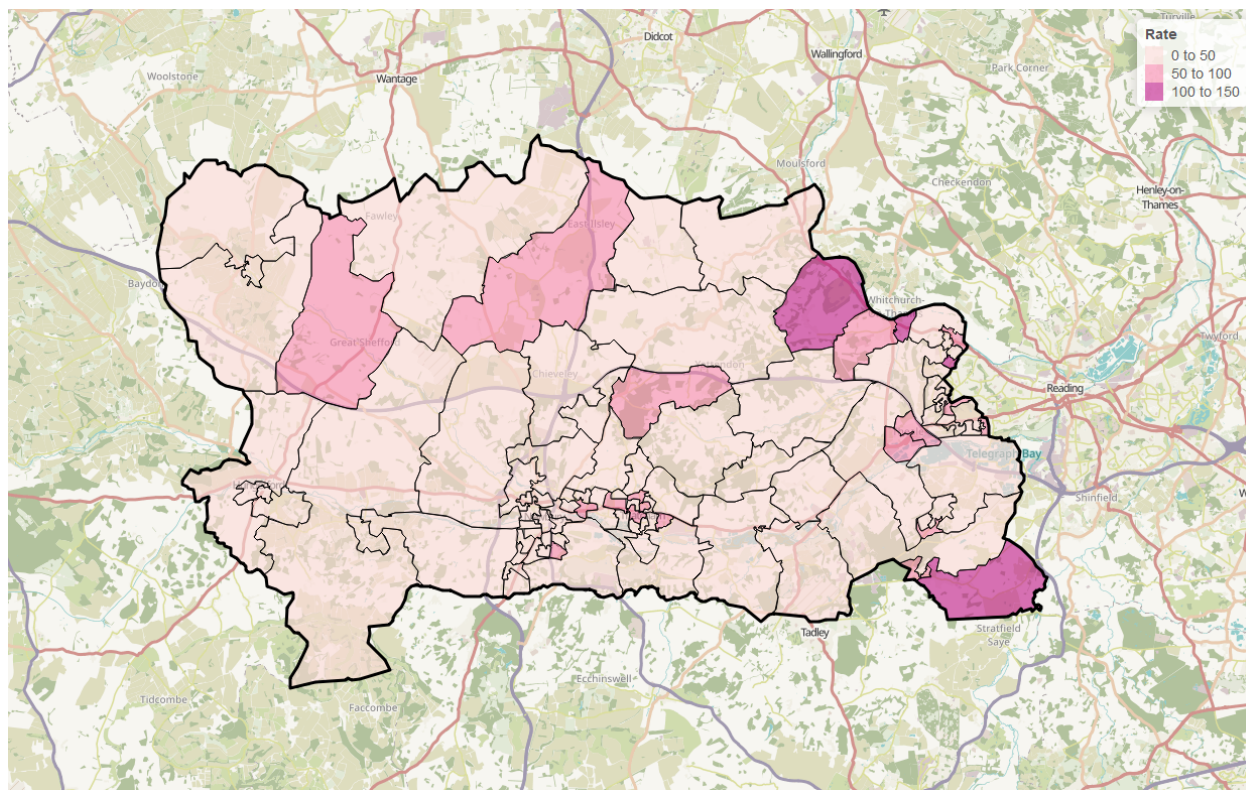 Turville
Didcot
Rate
Wallingford
0 to 50
Park Corner
50 to 100
Woolstone
Wantage
100 to 150
Moulsford
Checkendon
Henley-on-
Thames
Fawley
East Ilsley
Baydon
Whitchurch-
Twyford
Great Shefford
Chieveley
Reading
Telegraph Bay
Shinfield
W
Tadley
Stratfield
Saye
Ecchinswell
Tidcombe
Faccombe